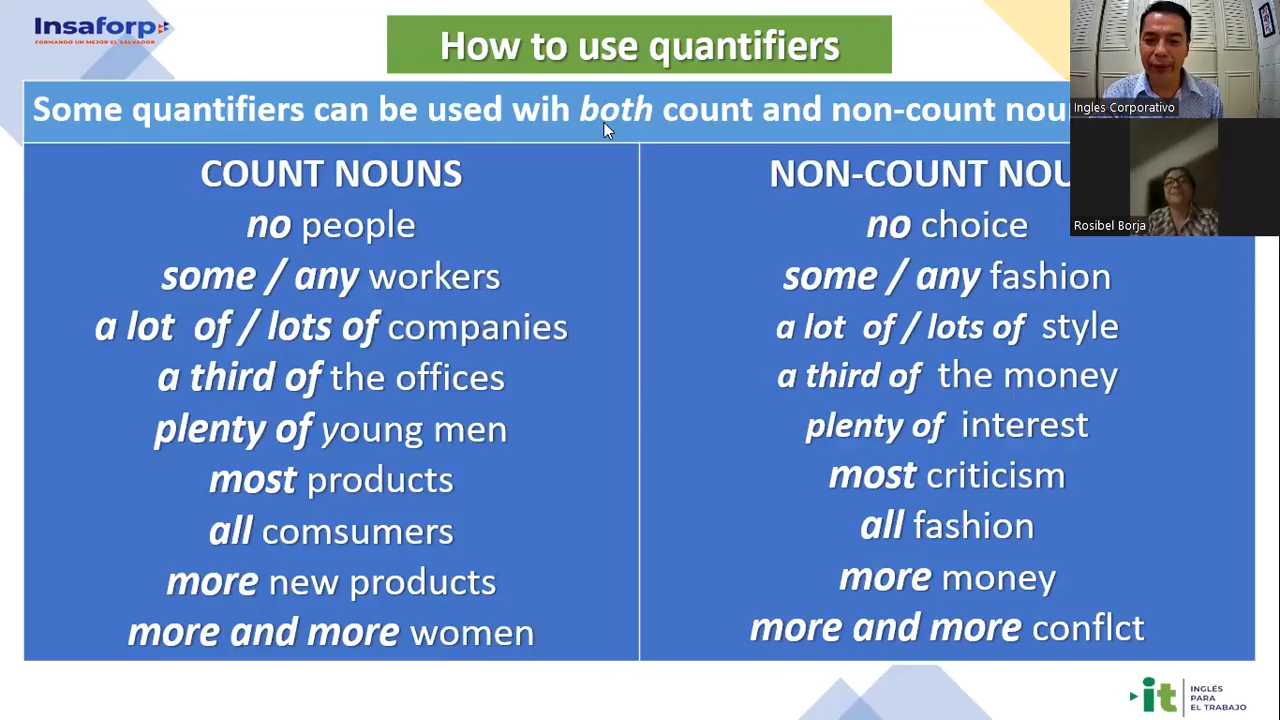 Insaforp
FORMANDO UN MEJOR EL SALVADOR
How to use quantifiers
Some quantifiers can be used wih both count and non-count nou
Ingles Corporativo
Rosibel Borja
COUNT NOUNS
no people
some / any workers
a lot of / lots of companies
a third of the offices
plenty of young men
most products
all comsumers
more new products
more and more women
NON-COUNT NOU
no choice
some / any fashion
a lot of / lots of style
a third of the money
plenty of interest
most criticism
all fashion
more money
more and more conflct
it
INGLÉS
PARA
EL TRABAJO